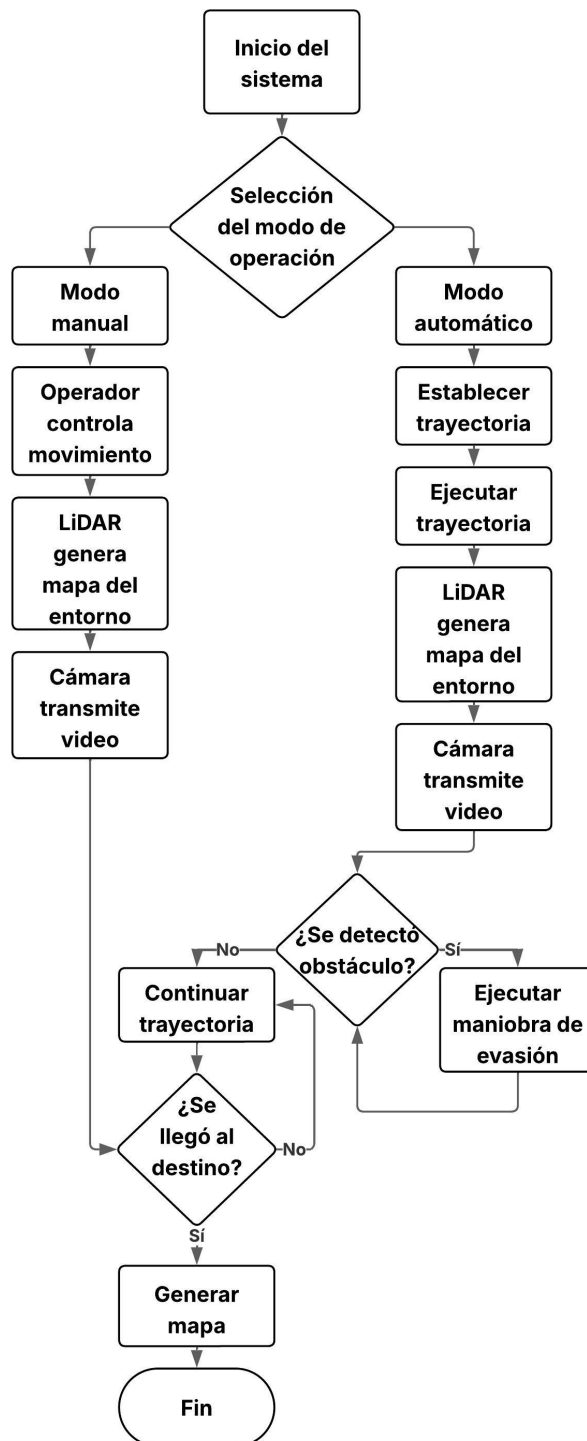 Inicio del
sistema
Selección
del modo de
operación
Modo
manual
Operador
controla
movimiento
LiDAR
genera
mapa del
entorno
Cámara
transmite
video
Modo
automático
Establecer
trayectoria
Ejecutar
trayectoria
LiDAR
genera
mapa del
entorno
Cámara
transmite
video
¿Se detectó
obstáculo?
No
Sí
Continuar
trayectoria
Ejecutar
maniobra de
evasión
¿Se
llegó al
destino?
No
Sí
Generar
mapa
Fin